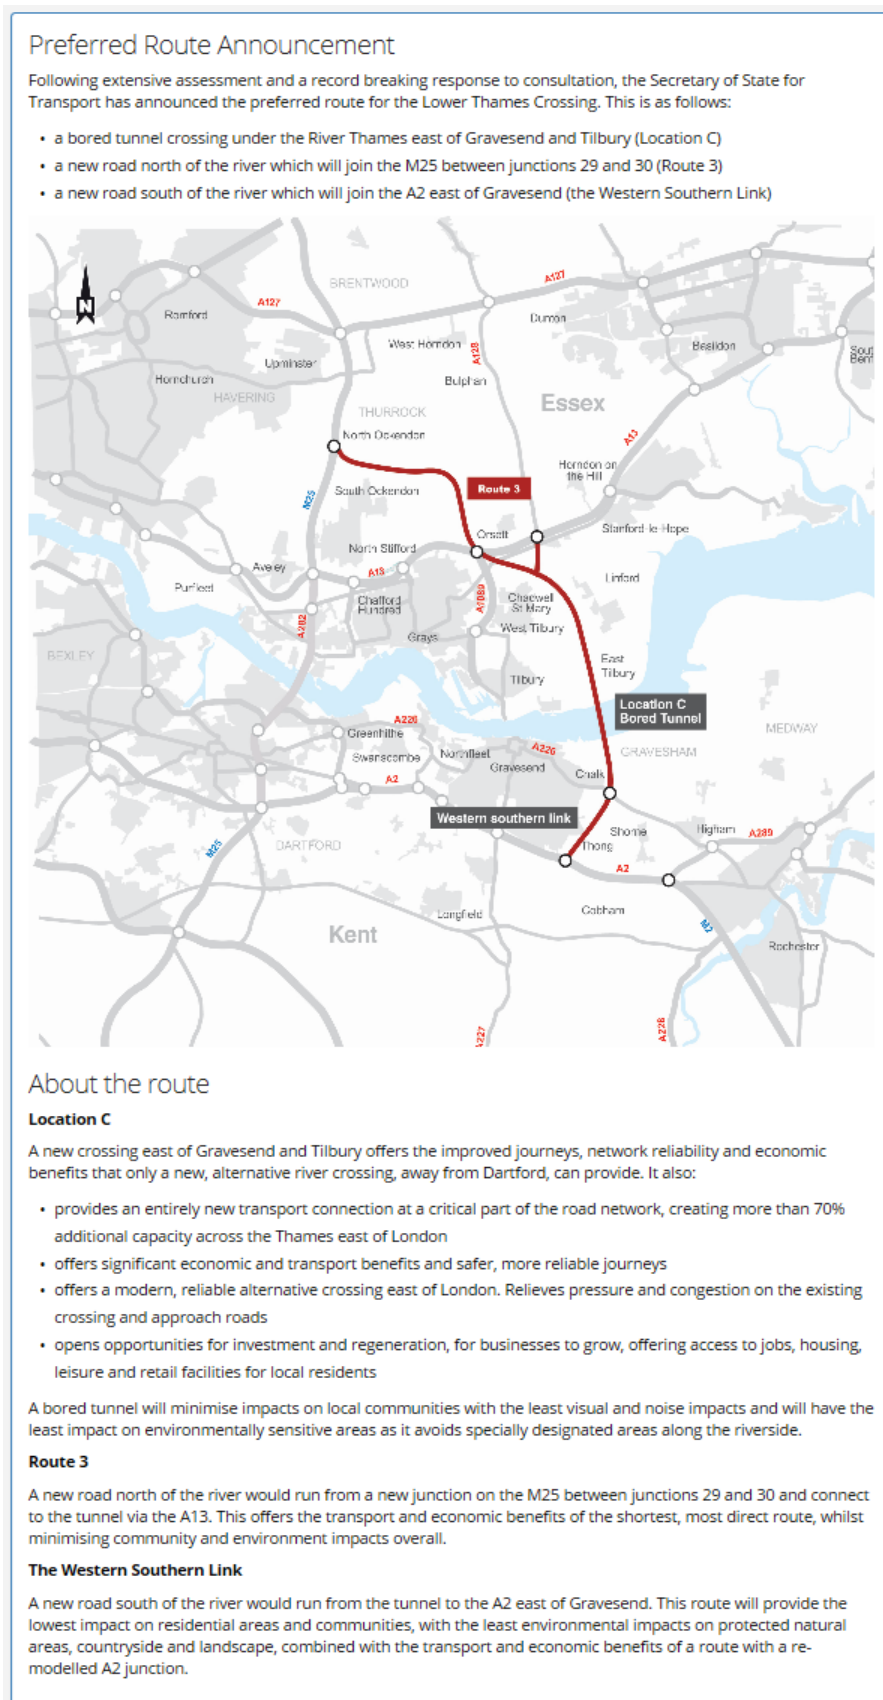 Preferred Route Announcement
Following extensive assessment and a record breaking response to consultation, the Secretary of State for
Transport has announced the preferred route for the Lower Thames Crossing. This is as follows:
• a bored tunnel crossing under the River Thames east of Gravesend and Tilbury (Location C)
• a new road north of the river which will join the M25 between junctions 29 and 30 (Route 3)
• a new road south of the river which will join the A2 east of Gravesend (the Western Southern Link)
N
BRENTWOOD
A127
A127
Romford
Dunton
West Horndon
A128
Basildon
South
Benf
Upminster
Bulphan
Hornchurch
HAVERING
Essex
THURROCK
North Ockendon
A13
Horndon on
the Hill
South Ockendon
Route 3
M25
Stanford-le-Hope
Orsett
North Stifford
Aveley
A13
Linford
Purfleet
Chafford
Hundred
A1089
Chadwell
St Mary
A282
West Tilbury
Grays
BEXLEY
East
Tilbury
Tilbury
Location C
Bored Tunnel
A226
MEDWAY
Greenhithe
A226
GRAVESHAM
Swanscombe
Northfleet
Gravesend
Chalk
A2
Western southern link
Shorne
Higham
A289
M25
DARTFORD
Thong
A2
Longfield
Cobham
M2
Kent
Rochester
A227
A228
About the route
Location C
A new crossing east of Gravesend and Tilbury offers the improved journeys, network reliability and economic
benefits that only a new, alternative river crossing, away from Dartford, can provide. It also:
• provides an entirely new transport connection at a critical part of the road network, creating more than 70%
additional capacity across the Thames east of London
• offers significant economic and transport benefits and safer, more reliable journeys
• offers a modern, reliable alternative crossing east of London. Relieves pressure and congestion on the existing
crossing and approach roads
• opens opportunities for investment and regeneration, for businesses to grow, offering access to jobs, housing,
leisure and retail facilities for local residents
A bored tunnel will minimise impacts on local communities with the least visual and noise impacts and will have the
least impact on environmentally sensitive areas as it avoids specially designated areas along the riverside.
Route 3
A new road north of the river would run from a new junction on the M25 between junctions 29 and 30 and connect
to the tunnel via the A13. This offers the transport and economic benefits of the shortest, most direct route, whilst
minimising community and environment impacts overall.
The Western Southern Link
A new road south of the river would run from the tunnel to the A2 east of Gravesend. This route will provide the
lowest impact on residential areas and communities, with the least environmental impacts on protected natural
areas, countryside and landscape, combined with the transport and economic benefits of a route with a re-
modelled A2 junction.